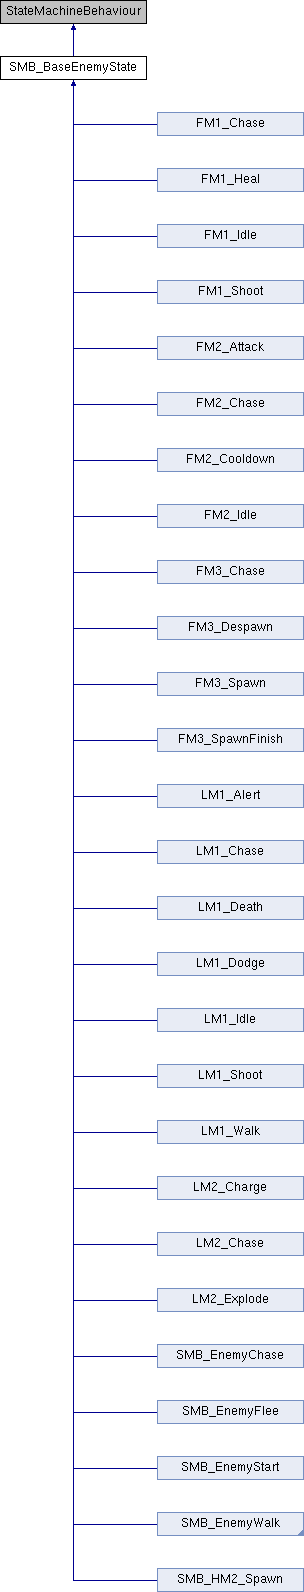 StateMachineBehaviour
SMB_BaseEnemyState
FM1_Chase
FM1_Heal
FM1_Idle
FM1_Shoot
FM2_Attack
FM2_Chase
FM2_Cooldown
FM2_Idle
FM3_Chase
FM3_Despawn
FM3_Spawn
FM3_SpawnFinish
LM1_Alert
LM1_Chase
LM1_Death
LM1_Dodge
LM1_Idle
LM1_Shoot
LM1_Walk
LM2_Charge
LM2_Chase
LM2_Explode
SMB_EnemyChase
SMB_EnemyFlee
SMB_EnemyStart
SMB_EnemyWalk
SMB_HM2_Spawn